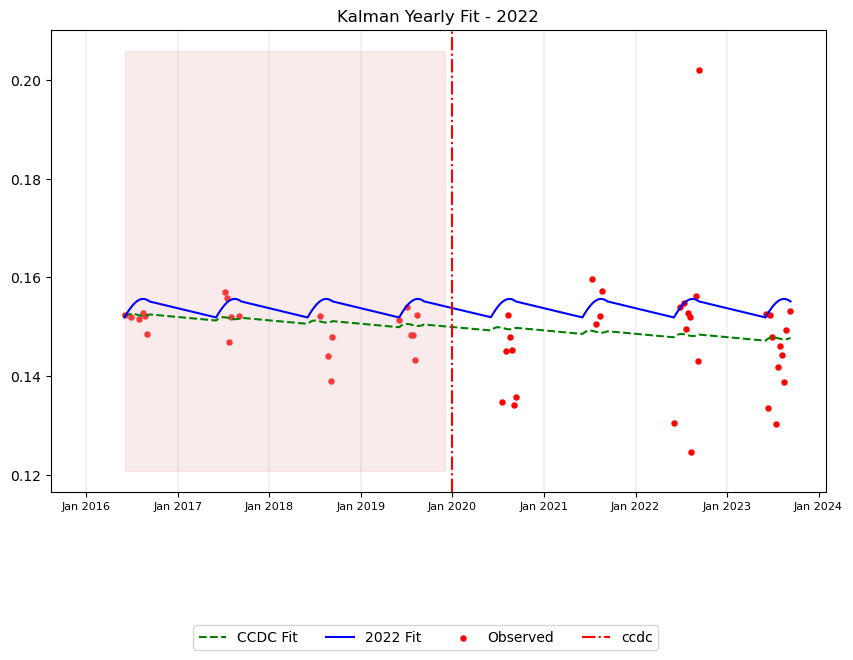 Kalman Yearly Fit - 2022
0.20
0.18
0.16
0.14
0.12
Jan 2016 Jan 2017 Jan 2018 Jan 2019 Jan 2020 Jan 2021 Jan 2022 Jan 2023 Jan 2024
CCDC Fit 2022 Fit Observed ccdc